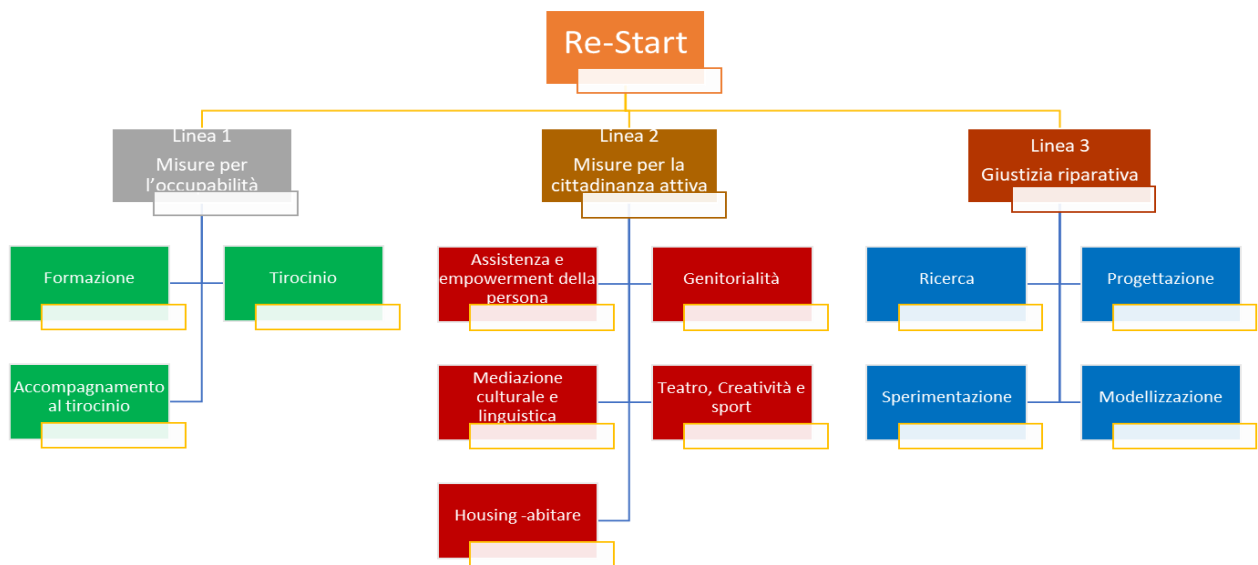 Re-Start
Linea 1
Misure per
l'occupabilità
Linea 2
Misure per la
cittadinanza attiva
Linea 3
Giustizia riparativa
Formazione
Tirocinio
Accompagnamento
al tirocinio
Assistenza e
empowerment della
persona
Genitorialità
Mediazione
culturale e
linguistica
Teatro, Creatività e
sport
Housing -abitare
Ricerca
Progettazione
Sperimentazione
Modellizzazione